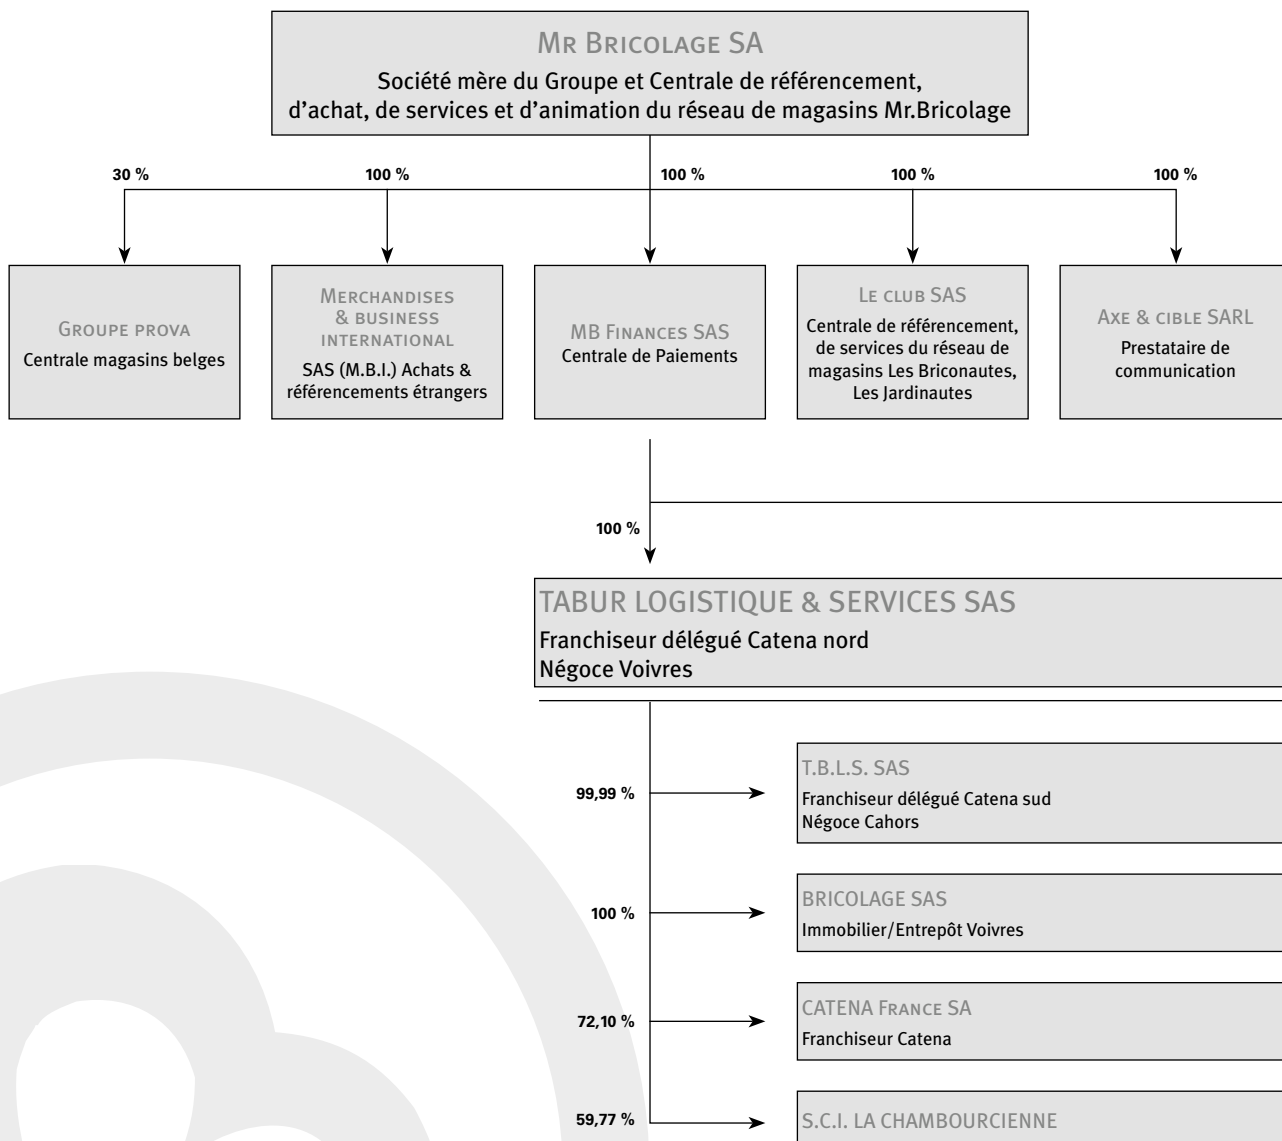 Mr Bricolage SA
Société mère du Groupe et Centrale de référencement,
d'achat, de services et d'animation du réseau de magasins Mr.Bricolage
30 %
100 %
100 %
100 %
100 %
Groupe prova
Centrale magasins belges
Merchandises
& business
international
SAS (M.B.I.) Achats &
référencements étrangers
MB Finances SAS
Centrale de Paiements
Le club SAS
Centrale de référencement,
de services du réseau de
magasins Les Briconautes,
Les Jardinautes
Axe & cible SARL
Prestataire de
communication
100 %
TABUR LOGISTIQUE & SERVICES SAS
Franchiseur délégué Catena nord
Négoce Voivres
99,99 %
T.B.L.S. SAS
Franchiseur délégué Catena sud
Négoce Cahors
100 %
BRICOLAGE SAS
Immobilier/Entrepôt Voivres
72,10 %
CATENA France SA
Franchiseur Catena
59,77 %
S.C.I. LA CHAMBOURCIENNE